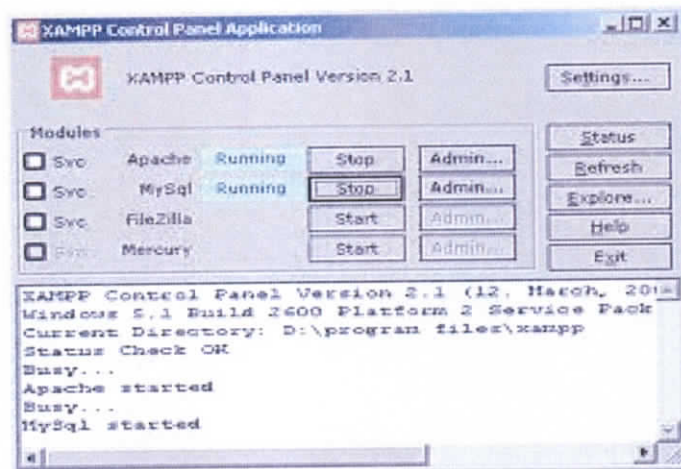 XAMPP Control Panel Application
XAMPP Control Panel Version 2.1
Settings...
Modules
Svc Apache Running Stop Admin...
Svc MySql Running Stop Admin...
Svc FileZilla Start Admin...
Mercury Start Admin...
Status
Refresh
Explore...
Help
Exit
XAMPP Control Panel Version 2.1 (12. March,
Windows 5.1 Build 2600 Platform 2 Service Pack
Current Directory: D:\program files\xampp
Status Check OK
Busy...
Apache started
Busy...
MySql started